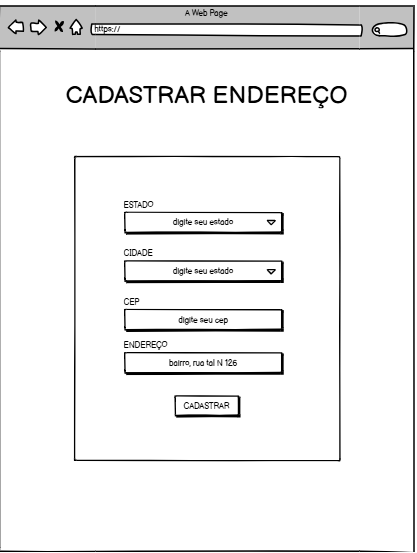 A Web Page
https://
CADASTRAR ENDEREÇO
ESTADO
digite seu estado
CIDADE
digite seu estado
CEP
digite seu cep
ENDEREÇO
bairro, rua tal N 126
CADASTRAR